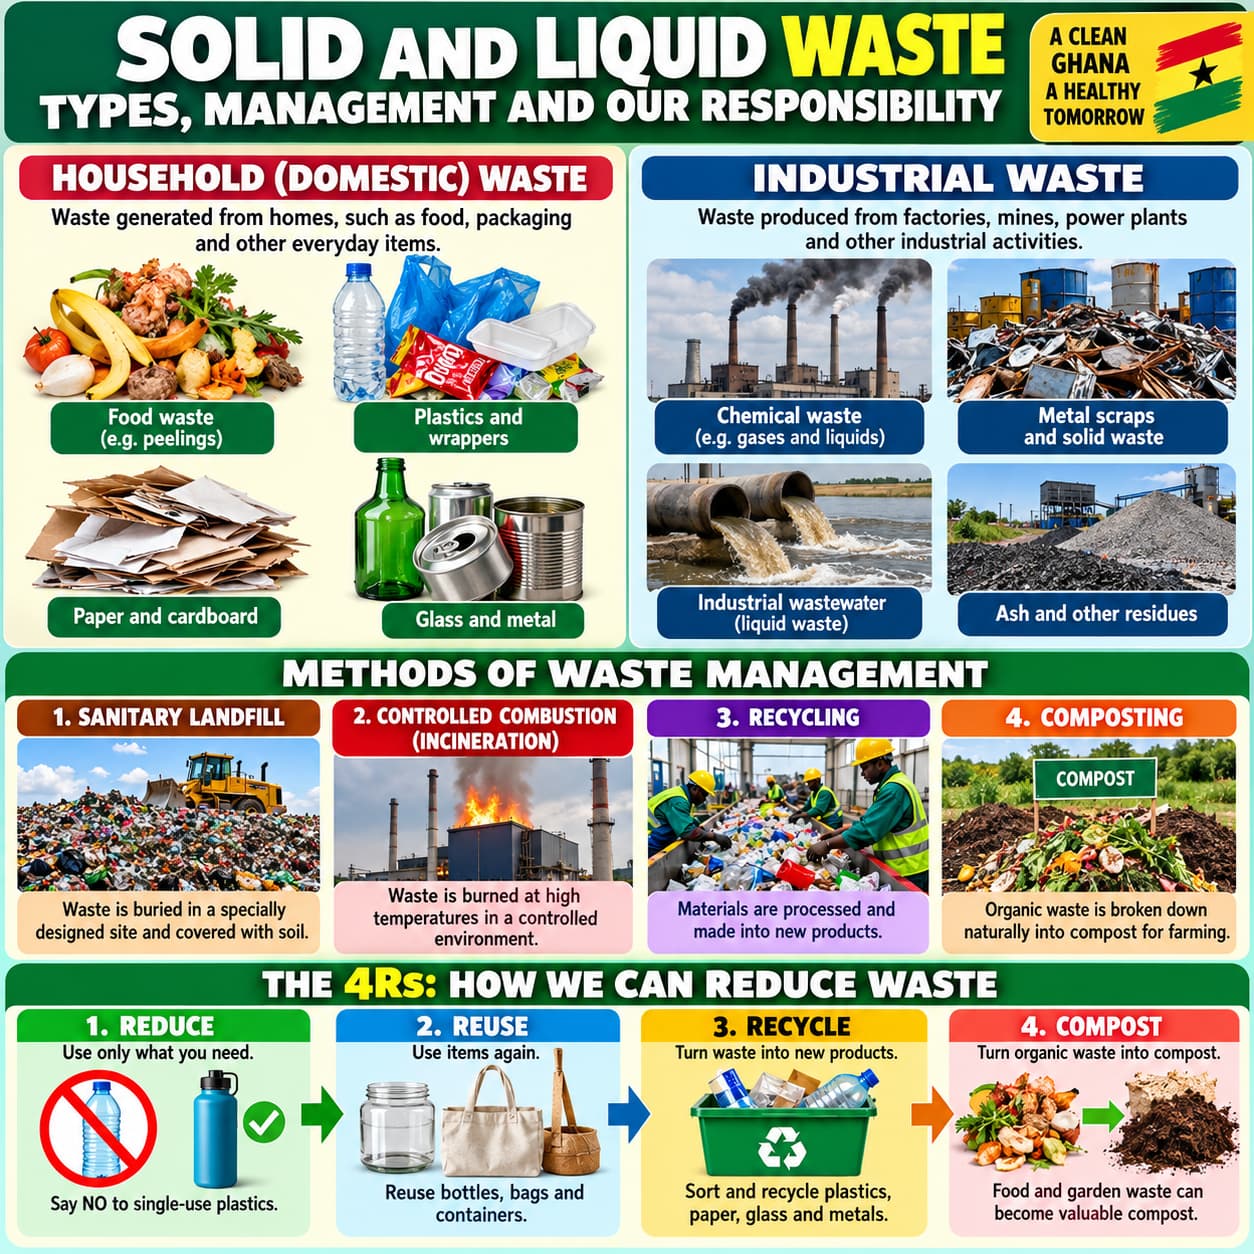 SOLID AND LIQUID WASTE
TYPES, MANAGEMENT AND OUR RESPONSIBILITY
A CLEAN
GHANA
A HEALTHY
TOMORROW
HOUSEHOLD (DOMESTIC) WASTE
Waste generated from homes, such as food, packaging
and other everyday items.
Food waste
(e.g. peelings)
Plastics and
wrappers
Paper and cardboard
Glass and metal
INDUSTRIAL WASTE
Waste produced from factories, mines, power plants
and other industrial activities.
Chemical waste
(e.g. gases and liquids)
Metal scraps
and solid waste
Industrial wastewater
(liquid waste)
Ash and other residues
METHODS OF WASTE MANAGEMENT
1. SANITARY LANDFILL
Waste is buried in a specially
designed site and covered with soil.
2. CONTROLLED COMBUSTION
(INCINERATION)
Waste is burned at high
temperatures in a controlled
environment.
3. RECYCLING
Materials are processed and
made into new products.
4. COMPOSTING
COMPOST
Organic waste is broken down
naturally into compost for farming.
THE 4Rs: HOW WE CAN REDUCE WASTE
1. REDUCE
Use only what you need.
Say NO to single-use plastics.
2. REUSE
Use items again.
Reuse bottles, bags and
containers.
3. RECYCLE
Turn waste into new products.
Sort and recycle plastics,
paper, glass and metals.
4. COMPOST
Turn organic waste into compost.
Food and garden waste can
become valuable compost.